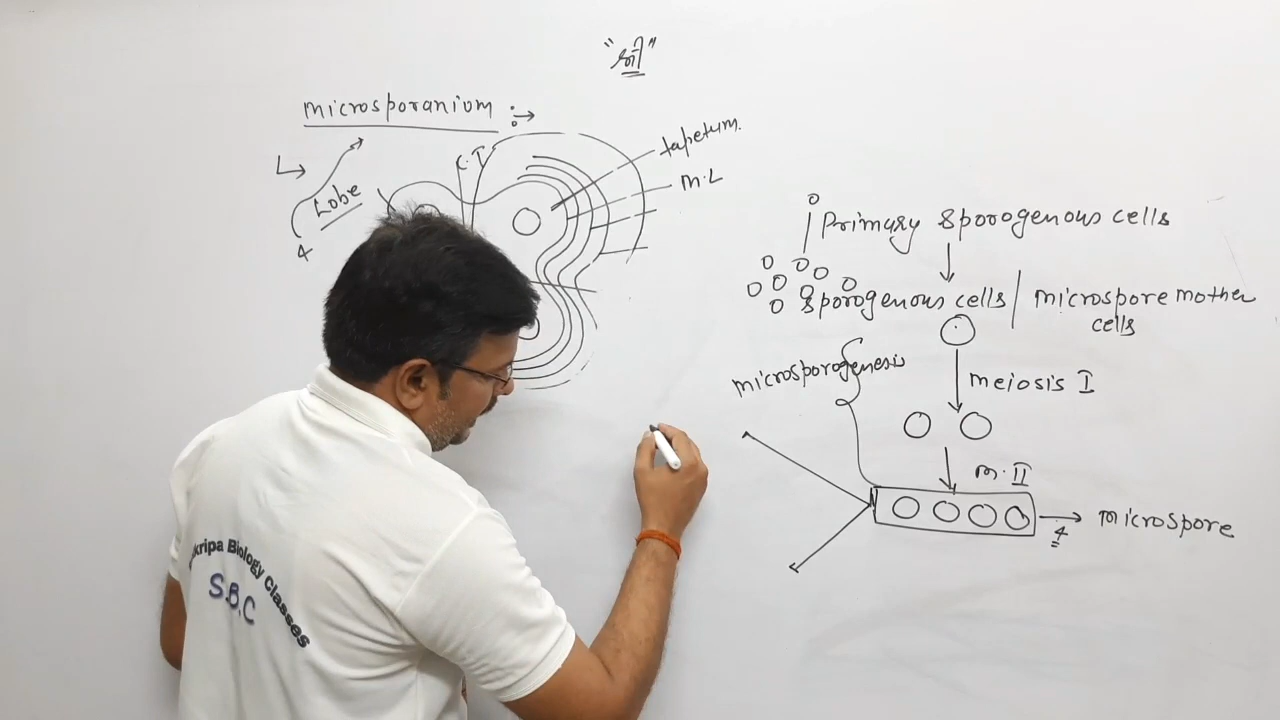 "श्री"
microsporanium :→
C.T
Lobe
4
tapetum.
M.L
Primary sporogenous cells
sporogenous cells / microspore mother
cells
microsporogenesis
meiosis I
m.II
4
microspore
kripa Biology Classes
S.B.C